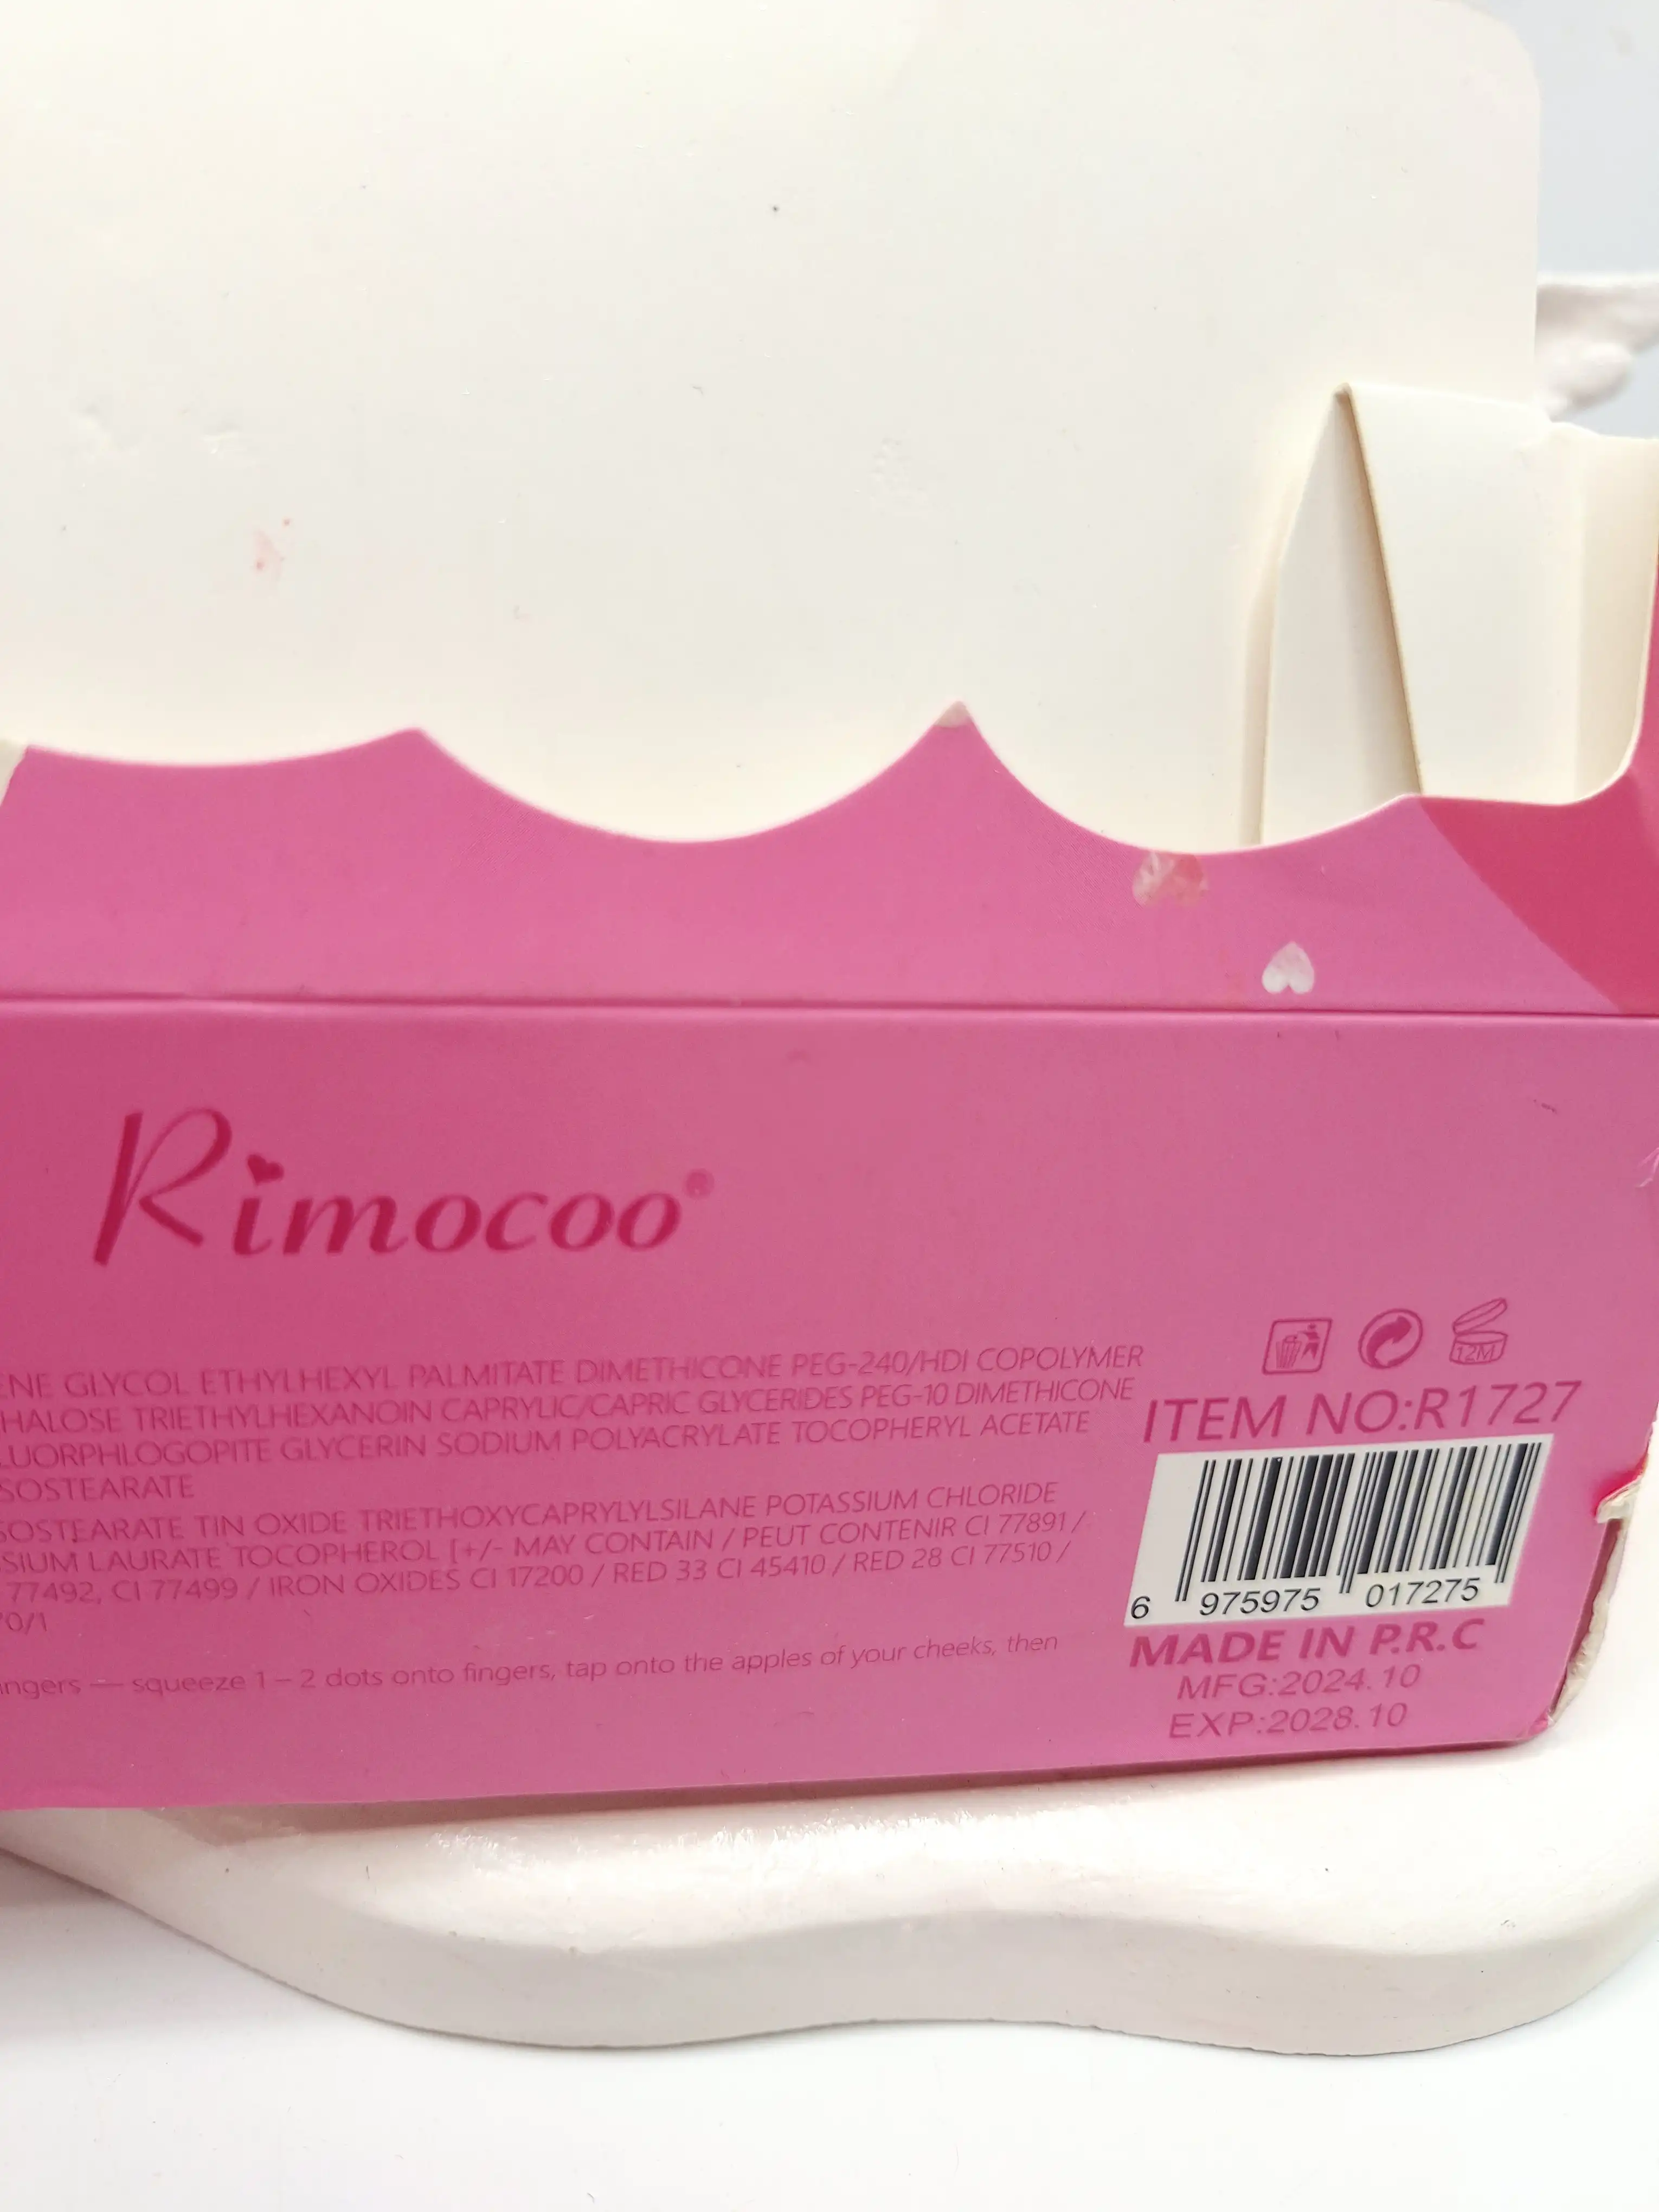 Rimocoo®
ENE GLYCOL ETHYLHEXYL PALMITATE DIMETHICONE PEG-240/HDI COPOLYMER
HALOSE TRIETHYLHEXANOIN CAPRYLIC/CAPRIC GLYCERIDES PEG-10 DIMETHICONE
LUORPHLOGOPITE GLYCERIN SODIUM POLYACRYLATE TOCOPHERYL ACETATE
SOSTEARATE
SOSTEARATE TIN OXIDE TRIETHOXYCAPRYLYLSILANE POTASSIUM CHLORIDE
SIUM LAURATE TOCOPHEROL [+/- MAY CONTAIN / PEUT CONTENIR CI 77891 /
77492, CI 77499 / IRON OXIDES CI 17200 / RED 33 CI 45410 / RED 28 CI 77510 /
0/1
ingers — squeeze 1 – 2 dots onto fingers, tap onto the apples of your cheeks, then
12M
ITEM NO:R1727
6 975975 017275
MADE IN P.R.C
MFG:2024.10
EXP:2028.10